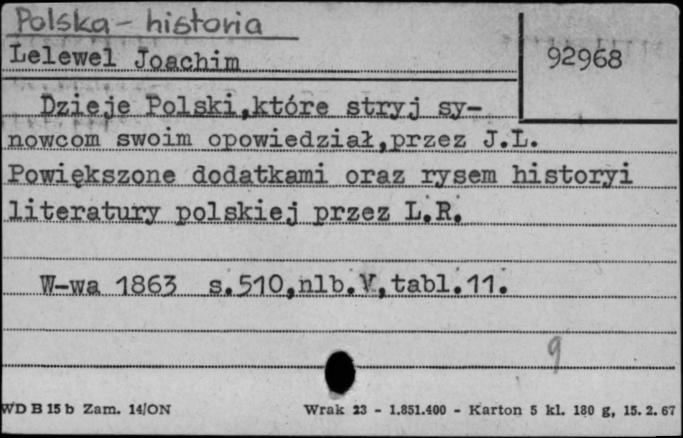 Polska - historia
Lelewel Joachim
92968
Dzieje Polski,które stryj sy-
nowcom swoim opowiedział,przez J.L.
Powiększone dodatkami oraz rysem historyi
literatury polskiej przez L.R.
W-wa 1863 s.510,nlb.V,tabl.11.
9
WD B 15 b Zam. 14/ON
Wrak 23 - 1.851.400 - Karton 5 kl. 180 g, 15. 2. 67